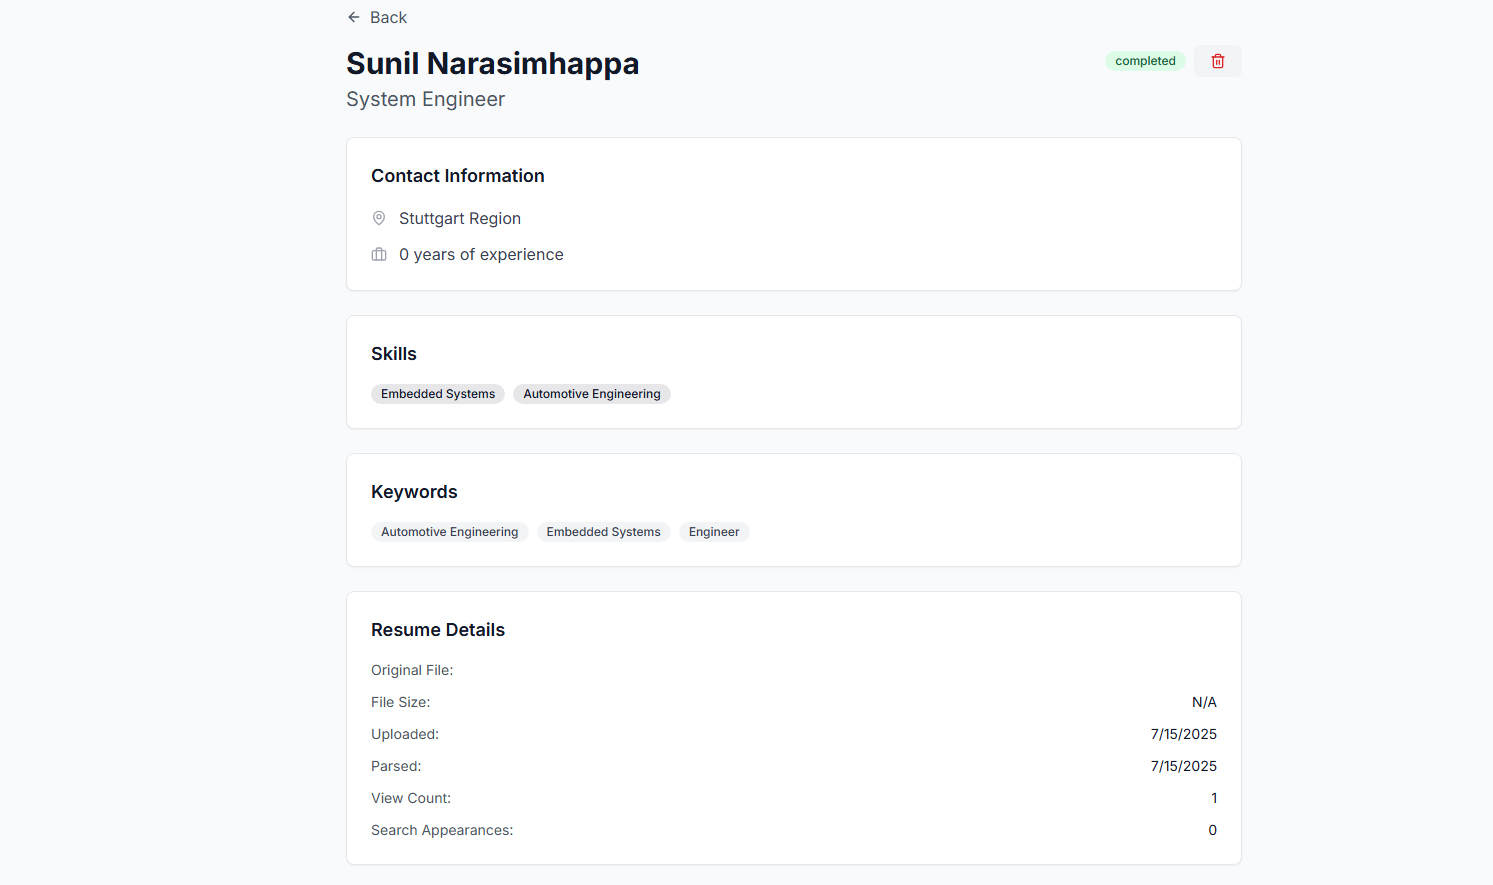 Back
Sunil Narasimhappa
completed
System Engineer
Contact Information
Stuttgart Region
0 years of experience
Skills
Embedded Systems Automotive Engineering
Keywords
Automotive Engineering Embedded Systems Engineer
Resume Details
Original File:
File Size: N/A
Uploaded: 7/15/2025
Parsed: 7/15/2025
View Count: 1
Search Appearances: 0